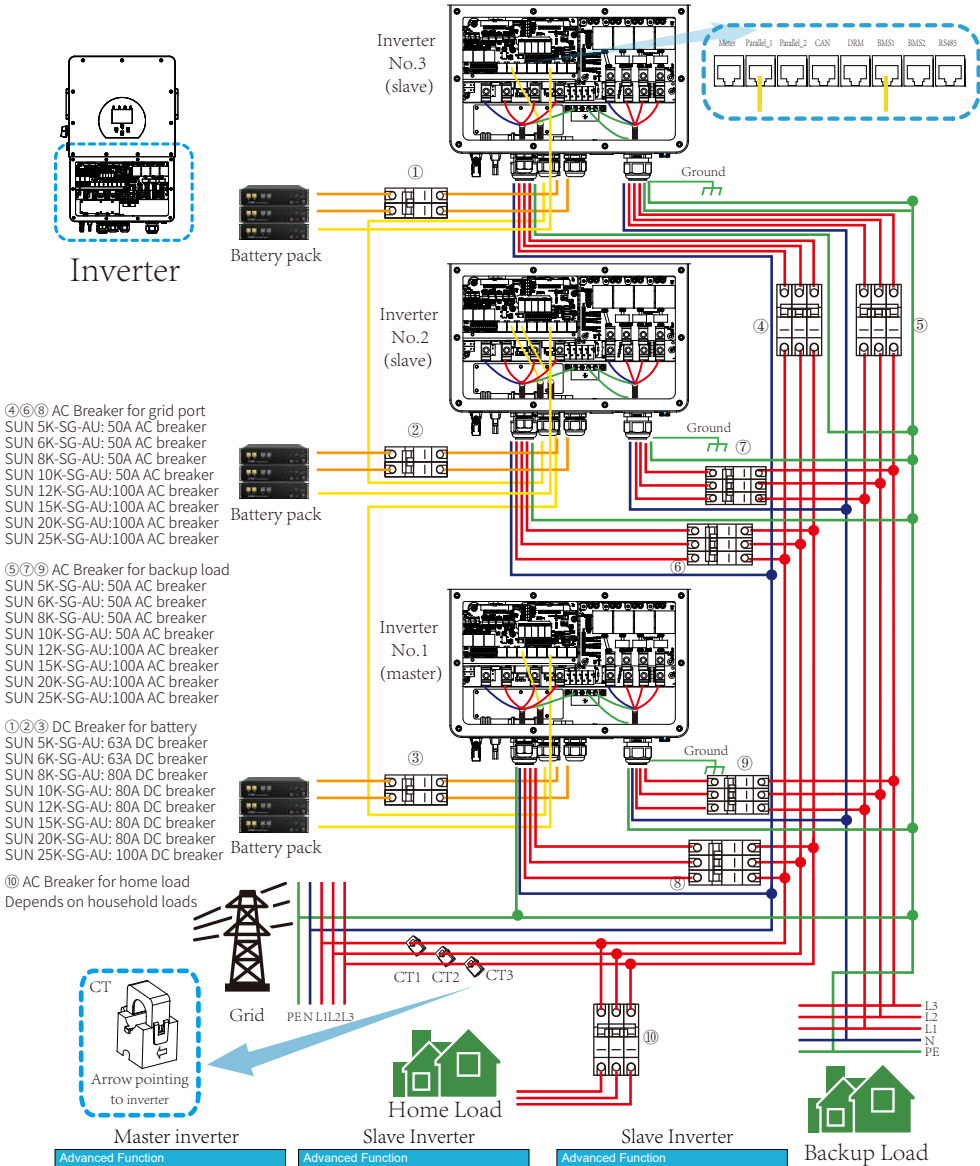 Inverter
No.3
(slave)
Meter Parallel_1 Parallel_2 CAN DRM BMS1 BMS2 RS485
Inverter
①
Battery pack
Ground
Inverter
No.2
(slave)
④
⑤
④⑥⑧ AC Breaker for grid port
SUN 5K-SG-AU: 50A AC breaker
SUN 6K-SG-AU: 50A AC breaker
SUN 8K-SG-AU: 50A AC breaker
SUN 10K-SG-AU: 50A AC breaker
SUN 12K-SG-AU:100A AC breaker
SUN 15K-SG-AU:100A AC breaker
SUN 20K-SG-AU:100A AC breaker
SUN 25K-SG-AU:100A AC breaker
②
Battery pack
Ground
⑦
⑥
⑤⑦⑨ AC Breaker for backup load
SUN 5K-SG-AU: 50A AC breaker
SUN 6K-SG-AU: 50A AC breaker
SUN 8K-SG-AU: 50A AC breaker
SUN 10K-SG-AU: 50A AC breaker
SUN 12K-SG-AU:100A AC breaker
SUN 15K-SG-AU:100A AC breaker
SUN 20K-SG-AU:100A AC breaker
SUN 25K-SG-AU:100A AC breaker
Inverter
No.1
(master)
①②③ DC Breaker for battery
SUN 5K-SG-AU: 63A DC breaker
SUN 6K-SG-AU: 63A DC breaker
SUN 8K-SG-AU: 80A DC breaker
SUN 10K-SG-AU: 80A DC breaker
SUN 12K-SG-AU: 80A DC breaker
SUN 15K-SG-AU: 80A DC breaker
SUN 20K-SG-AU: 80A DC breaker
SUN 25K-SG-AU: 100A DC breaker
③
Battery pack
Ground
⑨
⑧
⑩ AC Breaker for home load
Depends on household loads
CT1 CT2 CT3
Grid
PE N L1 L2 L3
CT
Arrow pointing
to inverter
⑩
Home Load
L3
L2
L1
N
PE
Backup Load
Master inverter
Advanced Function
Slave Inverter
Advanced Function
Slave Inverter
Advanced Function